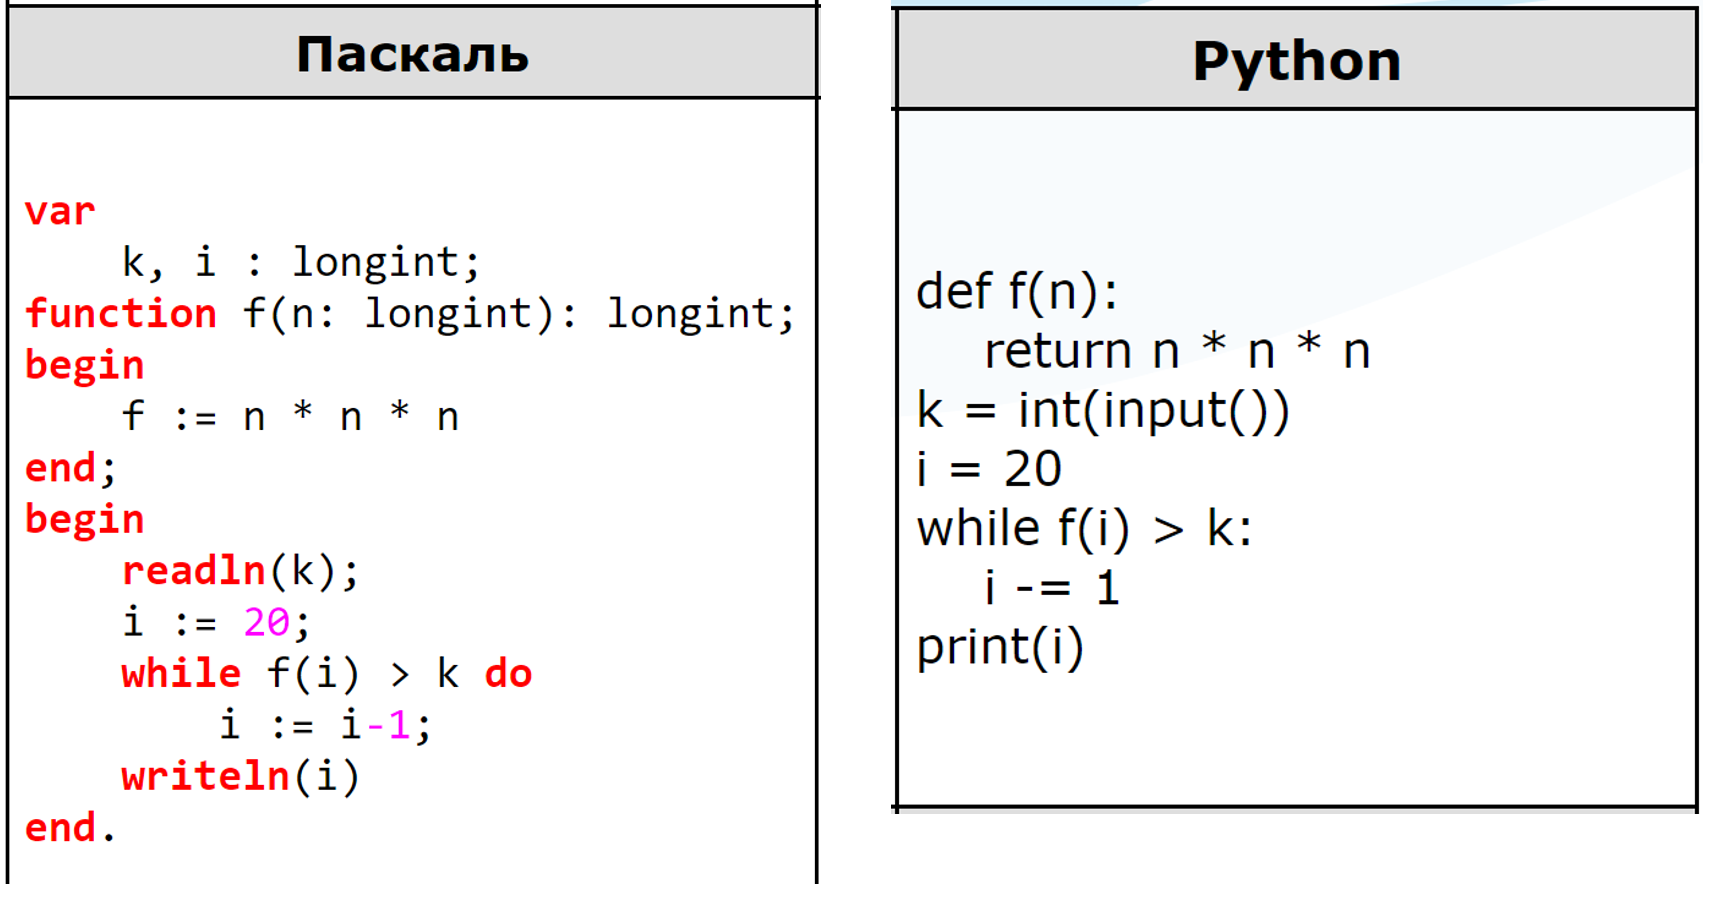 Паскаль
var
k, i : longint;
function f(n: longint): longint;
begin
f := n * n * n
end;
begin
readln(k);
i := 20;
while f(i) > k do
i := i-1;
writeln(i)
end.
Python
def f(n):
return n * n * n
k = int(input())
i = 20
while f(i) > k:
i -= 1
print(i)